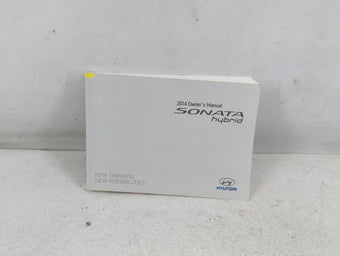 2014 Owner's Manual
SONATA
hybrid
NEW THINKING.
NEW POSSIBILITIES.
HYUNDAI